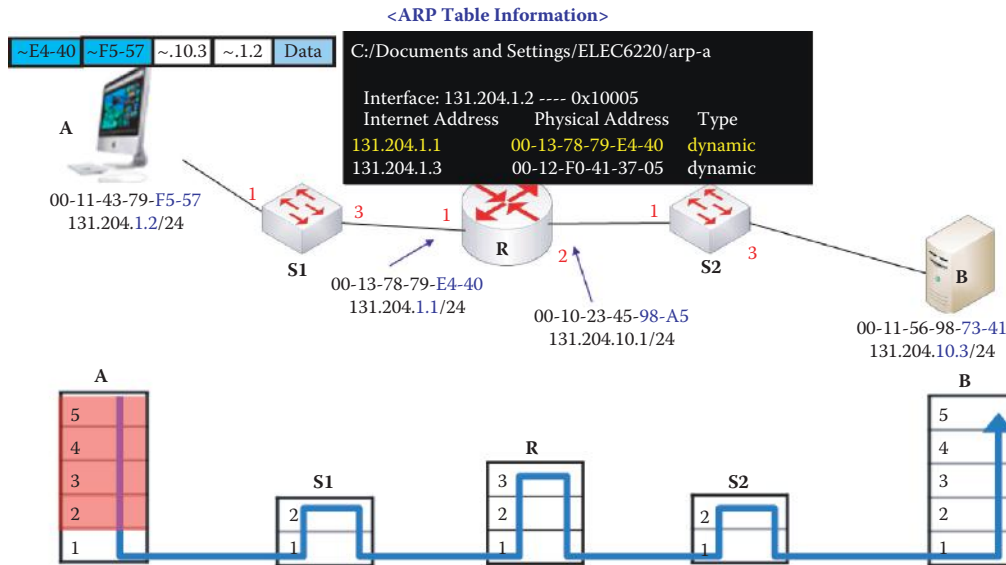 <ARP Table Information>
~E4-40 ~F5-57 ~.10.3 ~.1.2 Data
C:/Documents and Settings/ELEC6220/arp-a
Interface: 131.204.1.2 ---- 0x10005
Internet Address Physical Address Type
131.204.1.1 00-13-78-79-E4-40 dynamic
131.204.1.3 00-12-F0-41-37-05 dynamic
A
00-11-43-79-F5-57
131.204.1.2/24
1
3
S1
1
R
2
00-13-78-79-E4-40
131.204.1.1/24
00-10-23-45-98-A5
131.204.10.1/24
1
3
S2
B
00-11-56-98-73-41
131.204.10.3/24
A
5
4
3
2
1
S1
2
1
R
3
2
1
S2
2
1
B
5
4
3
2
1